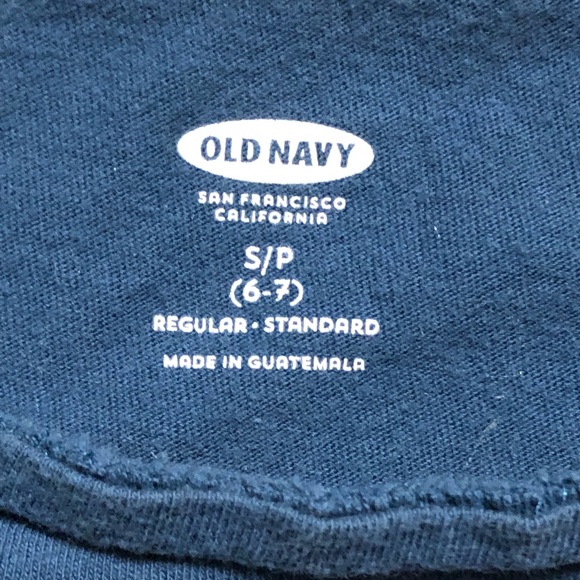 OLD NAVY
SAN FRANCISCO
CALIFORNIA
S/P
(6-7)
REGULAR • STANDARD
MADE IN GUATEMALA